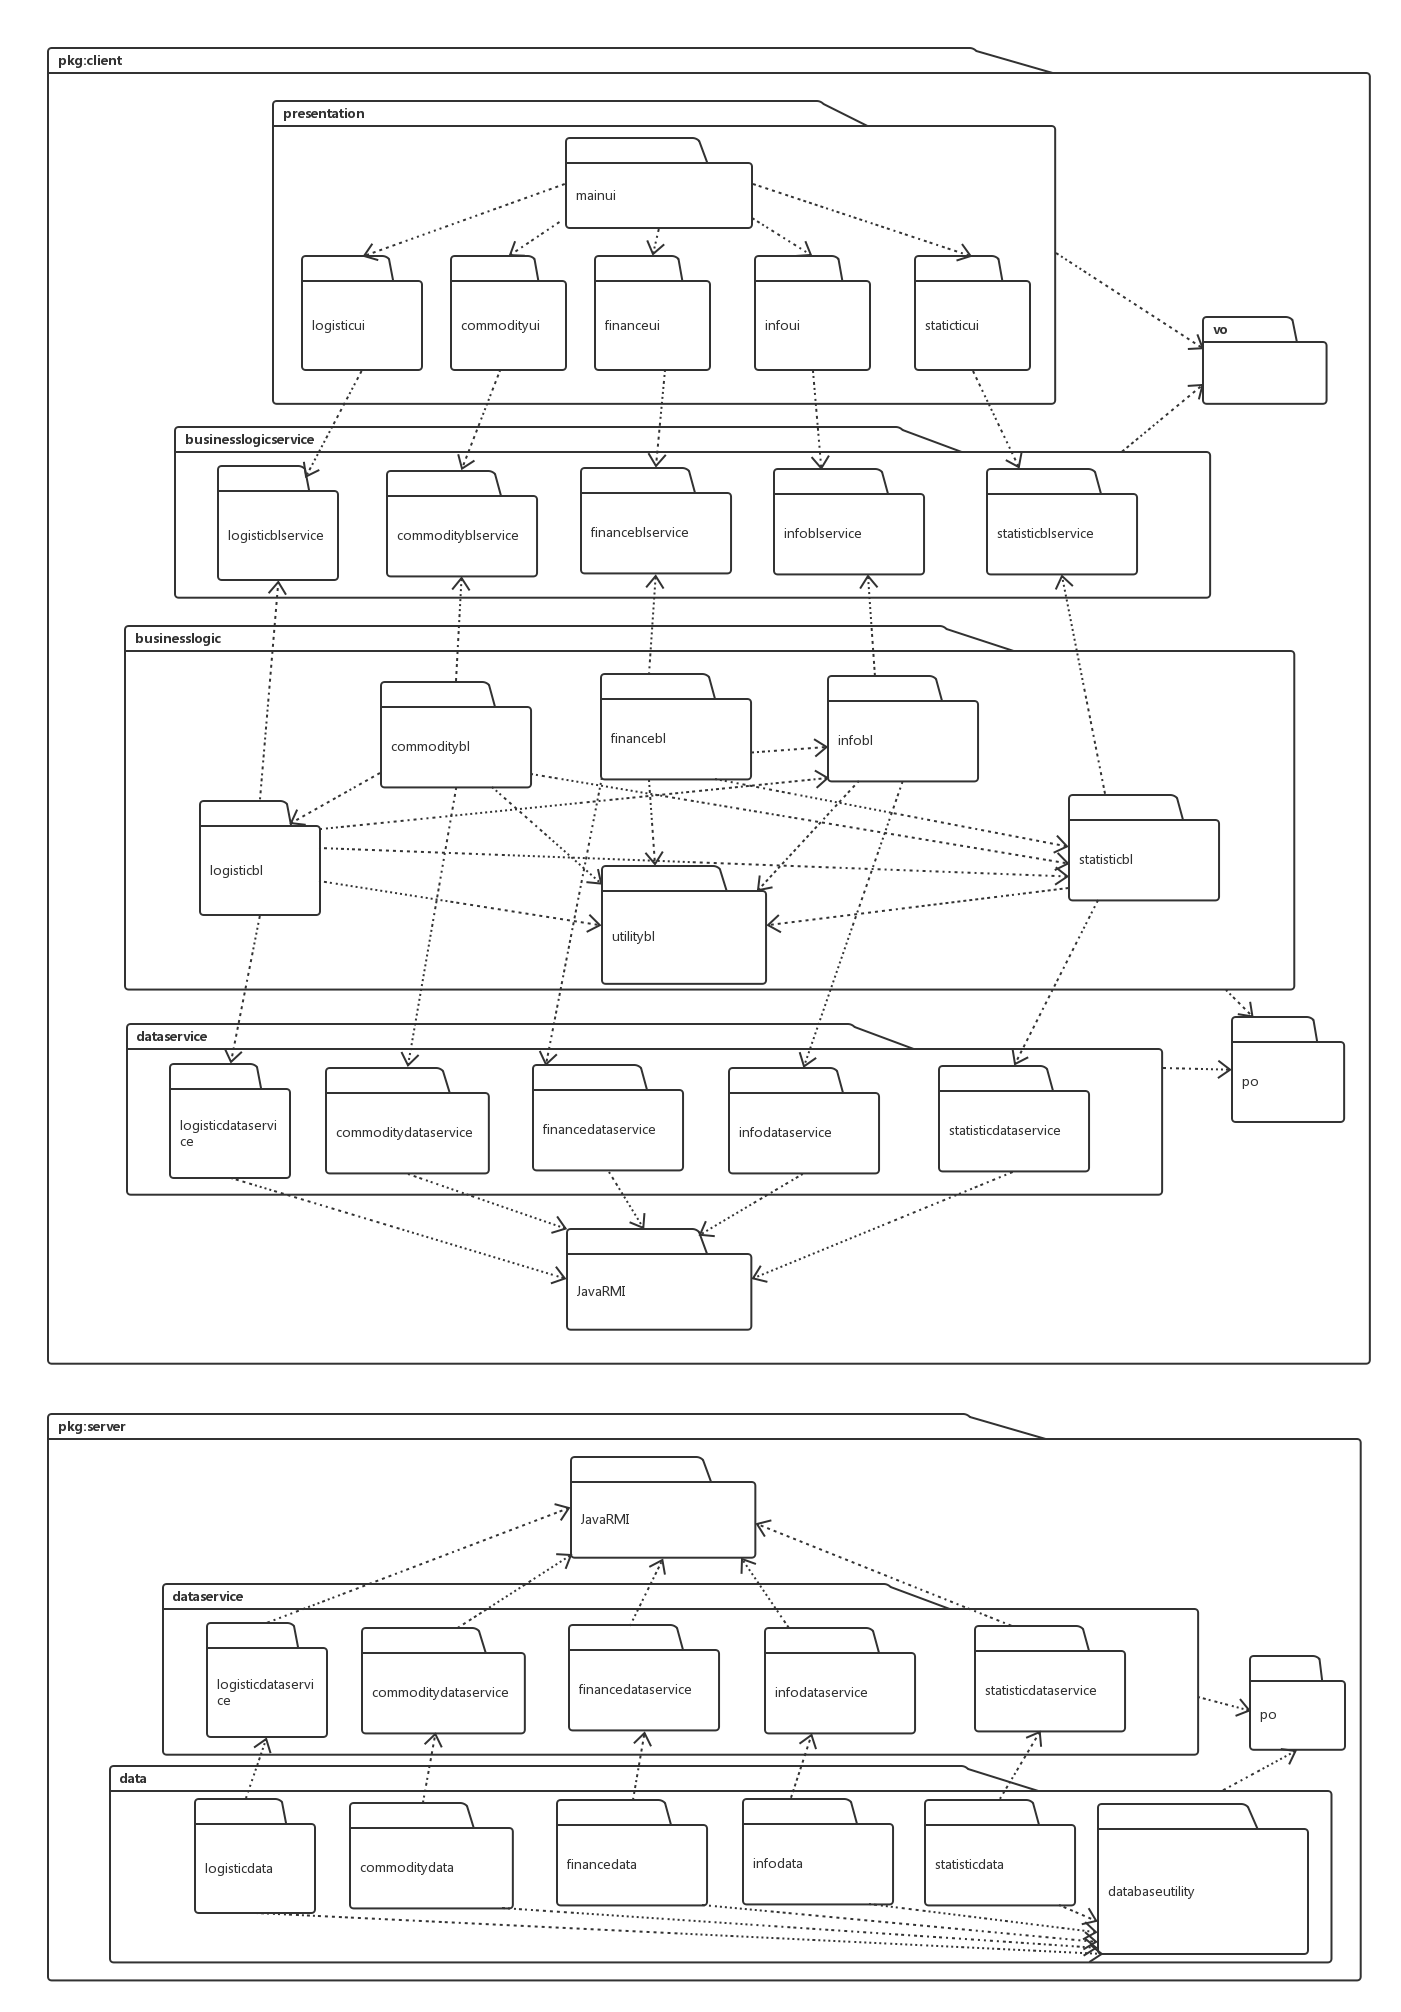 pkg:client
presentation
mainui
logisticui
commodityui
financeui
infoui
staticticui
vo
businesslogicservice
logisticblservice
commodityblservice
financeblservice
infoblservice
statisticblservice
businesslogic
commoditybl
financebl
infobl
logisticbl
statisticbl
utilitybl
dataservice
logisticdataservi
ce
commoditydataservice
financedataservice
infodataservice
statisticdataservice
po
JavaRMI
pkg:server
JavaRMI
dataservice
logisticdataservi
ce
commoditydataservice
financedataservice
infodataservice
statisticdataservice
po
data
logisticdata
commoditydata
financedata
infodata
statisticdata
databaseutility